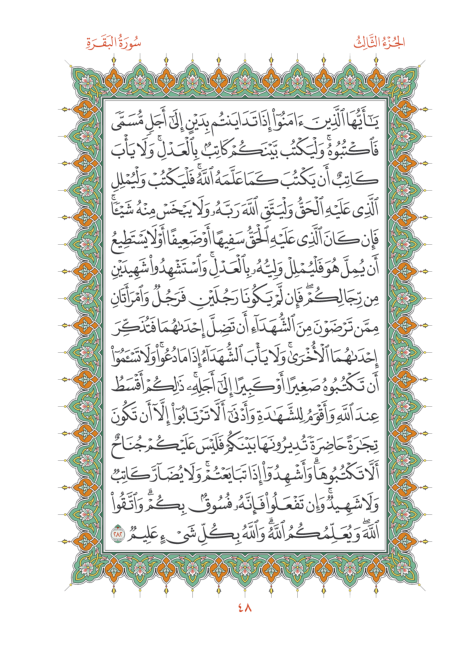 الجُزْءُ الثَّالِثُ
سُورَةُ البَقَرَةِ
يَٰٓأَيُّهَا ٱلَّذِينَ ءَامَنُوٓا۟ إِذَا تَدَايَنتُم بِدَيْنٍ إِلَىٰٓ أَجَلٍ مُّسَمًّى
فَٱكْتُبُوهُ ۚ وَلْيَكْتُب بَّيْنَكُمْ كَاتِبٌۢ بِٱلْعَدْلِ ۚ وَلَا يَأْبَ
كَاتِبٌ أَن يَكْتُبَ كَمَا عَلَّمَهُ ٱللَّهُ ۚ فَلْيَكْتُبْ وَلْيُمْلِلِ
ٱلَّذِى عَلَيْهِ ٱلْحَقُّ وَلْيَتَّقِ ٱللَّهَ رَبَّهُۥ وَلَا يَبْخَسْ مِنْهُ شَيْـًٔا ۚ
فَإِن كَانَ ٱلَّذِى عَلَيْهِ ٱلْحَقُّ سَفِيهًا أَوْ ضَعِيفًا أَوْ لَا يَسْتَطِيعُ
أَن يُمِلَّ هُوَ فَلْيُمْلِلْ وَلِيُّهُۥ بِٱلْعَدْلِ ۚ وَٱسْتَشْهِدُوا۟ شَهِيدَيْنِ
مِن رِّجَالِكُمْ ۖ فَإِن لَّمْ يَكُونَا رَجُلَيْنِ فَرَجُلٌ وَٱمْرَأَتَانِ
مِمَّن تَرْضَوْنَ مِنَ ٱلشُّهَدَآءِ أَن تَضِلَّ إِحْدَىٰهُمَا فَتُذَكِّرَ
إِحْدَىٰهُمَا ٱلْأُخْرَىٰ ۚ وَلَا يَأْبَ ٱلشُّهَدَآءُ إِذَا مَا دُعُوا۟ ۚ وَلَا تَسْـَٔمُوٓا۟
أَن تَكْتُبُوهُ صَغِيرًا أَوْ كَبِيرًا إِلَىٰٓ أَجَلِهِۦ ۚ ذَٰلِكُمْ أَقْسَطُ
عِندَ ٱللَّهِ وَأَقْوَمُ لِلشَّهَٰدَةِ وَأَدْنَىٰٓ أَلَّا تَرْتَابُوٓا۟ ۖ إِلَّآ أَن تَكُونَ
تِجَٰرَةً حَاضِرَةً تُدِيرُونَهَا بَيْنَكُمْ فَلَيْسَ عَلَيْكُمْ جُنَاحٌ
أَلَّا تَكْتُبُوهَا ۗ وَأَشْهِدُوٓا۟ إِذَا تَبَايَعْتُمْ ۚ وَلَا يُضَآرَّ كَاتِبٌ
وَلَا شَهِيدٌ ۚ وَإِن تَفْعَلُوا۟ فَإِنَّهُۥ فُسُوقٌۢ بِكُمْ ۗ وَٱتَّقُوا۟
ٱللَّهَ ۖ وَيُعَلِّمُكُمُ ٱللَّهُ ۗ وَٱللَّهُ بِكُلِّ شَىْءٍ عَلِيمٌ ٢٨٢
٤٨